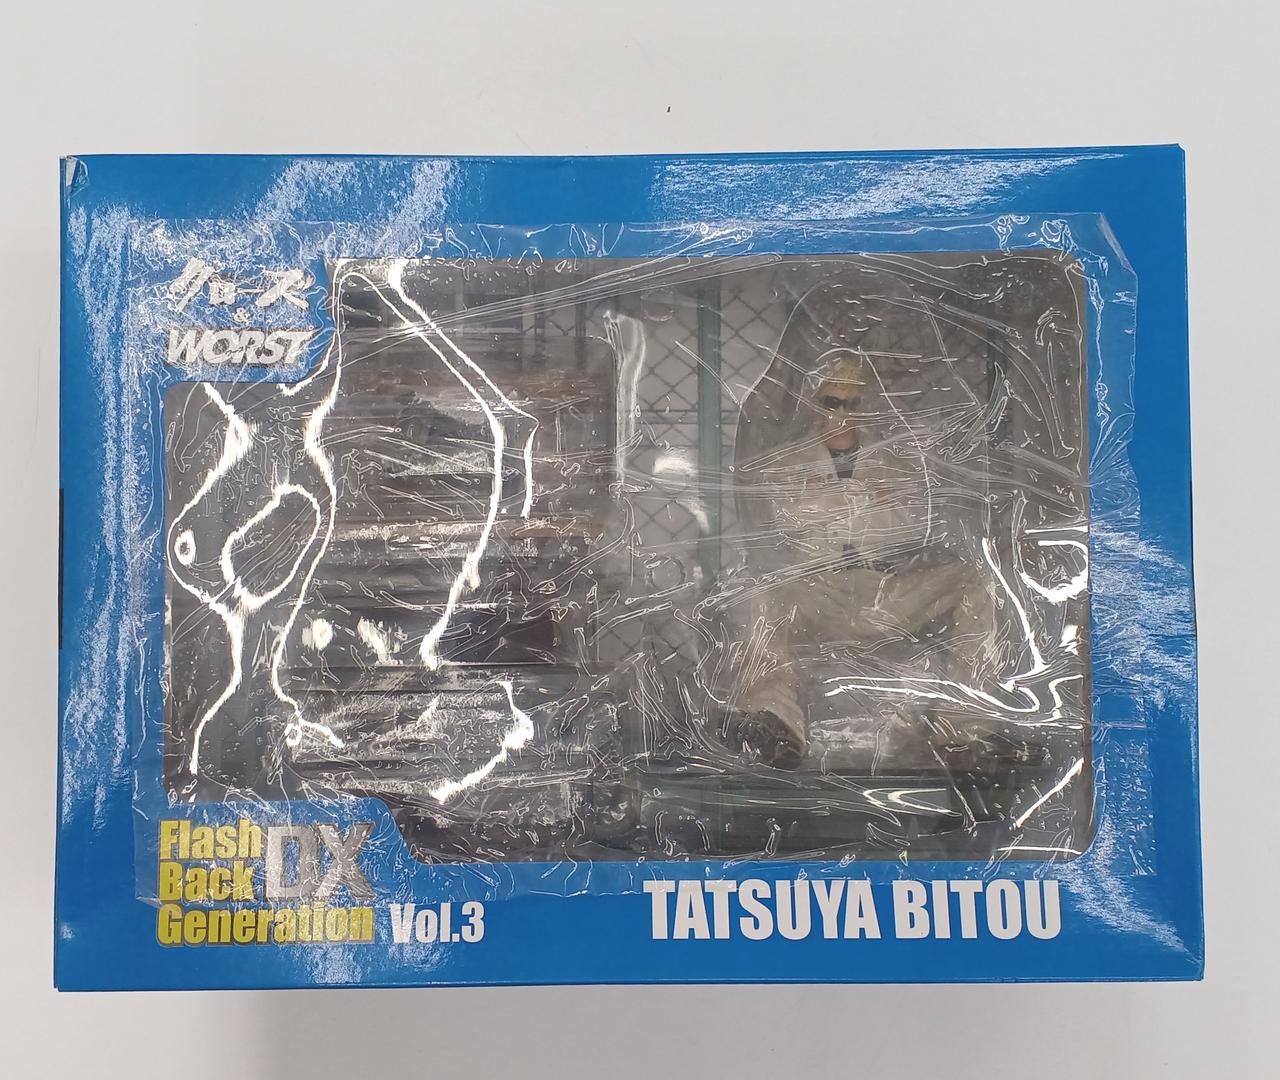 クローズ
&
WORST
Flash
Back DX
Generation Vol.3
TATSUYA BITOU